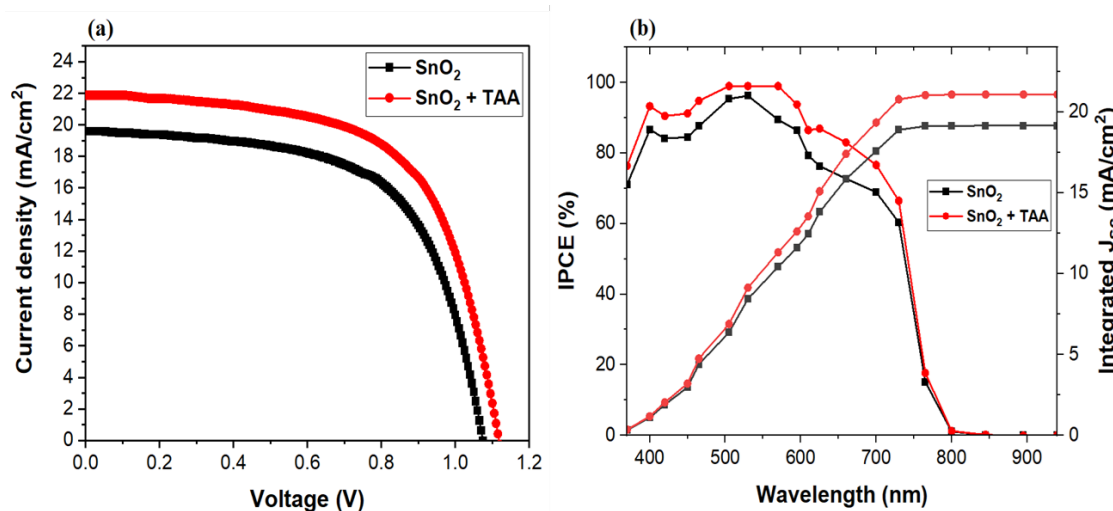 (a)
SnO₂
SnO₂ + TAA
24
22
20
18
16
14
12
10
8
6
4
2
0
0.0 0.2 0.4 0.6 0.8 1.0 1.2
Current density (mA/cm²)
Voltage (V)
(b)
100
80
60
40
20
0
IPCE (%)
SnO₂
SnO₂ + TAA
20
15
10
5
0
Integrated J_SC (mA/cm²)
400 500 600 700 800 900
Wavelength (nm)